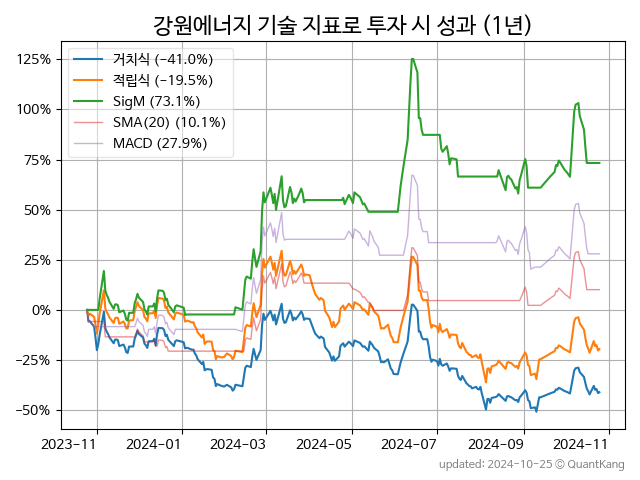 강원에너지 기술 지표로 투자 시 성과 (1년)
125%
100%
75%
50%
25%
0%
−25%
−50%
거치식 (−41.0%)
적립식 (−19.5%)
SigM (73.1%)
SMA(20) (10.1%)
MACD (27.9%)
2023-11
2024-01
2024-03
2024-05
2024-07
2024-09
2024-11
updated: 2024-10-25 © QuantKang